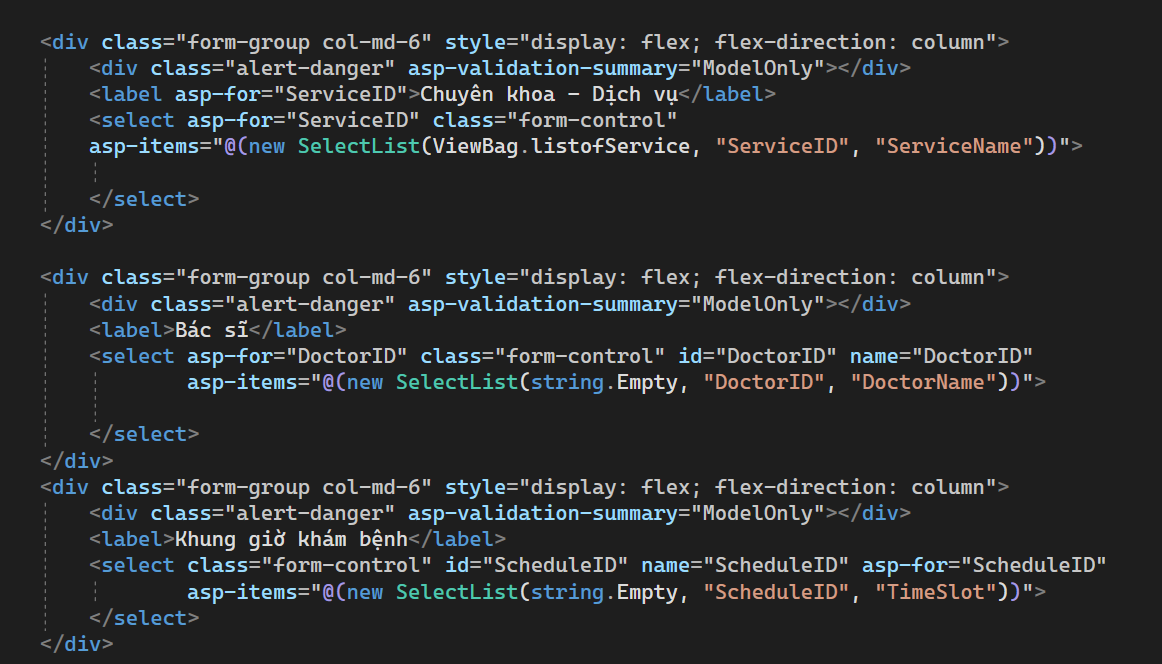 <div class="form-group col-md-6" style="display: flex; flex-direction: column">
<div class="alert-danger" asp-validation-summary="ModelOnly"></div>
<label asp-for="ServiceID">Chuyên khoa - Dịch vụ</label>
<select asp-for="ServiceID" class="form-control"
asp-items="@(new SelectList(ViewBag.listofService, "ServiceID", "ServiceName"))">
</select>
</div>
<div class="form-group col-md-6" style="display: flex; flex-direction: column">
<div class="alert-danger" asp-validation-summary="ModelOnly"></div>
<label>Bác sĩ</label>
<select asp-for="DoctorID" class="form-control" id="DoctorID" name="DoctorID"
asp-items="@(new SelectList(string.Empty, "DoctorID", "DoctorName"))">
</select>
</div>
<div class="form-group col-md-6" style="display: flex; flex-direction: column">
<div class="alert-danger" asp-validation-summary="ModelOnly"></div>
<label>Khung giờ khám bệnh</label>
<select class="form-control" id="ScheduleID" name="ScheduleID" asp-for="ScheduleID"
asp-items="@(new SelectList(string.Empty, "ScheduleID", "TimeSlot"))">
</select>
</div>